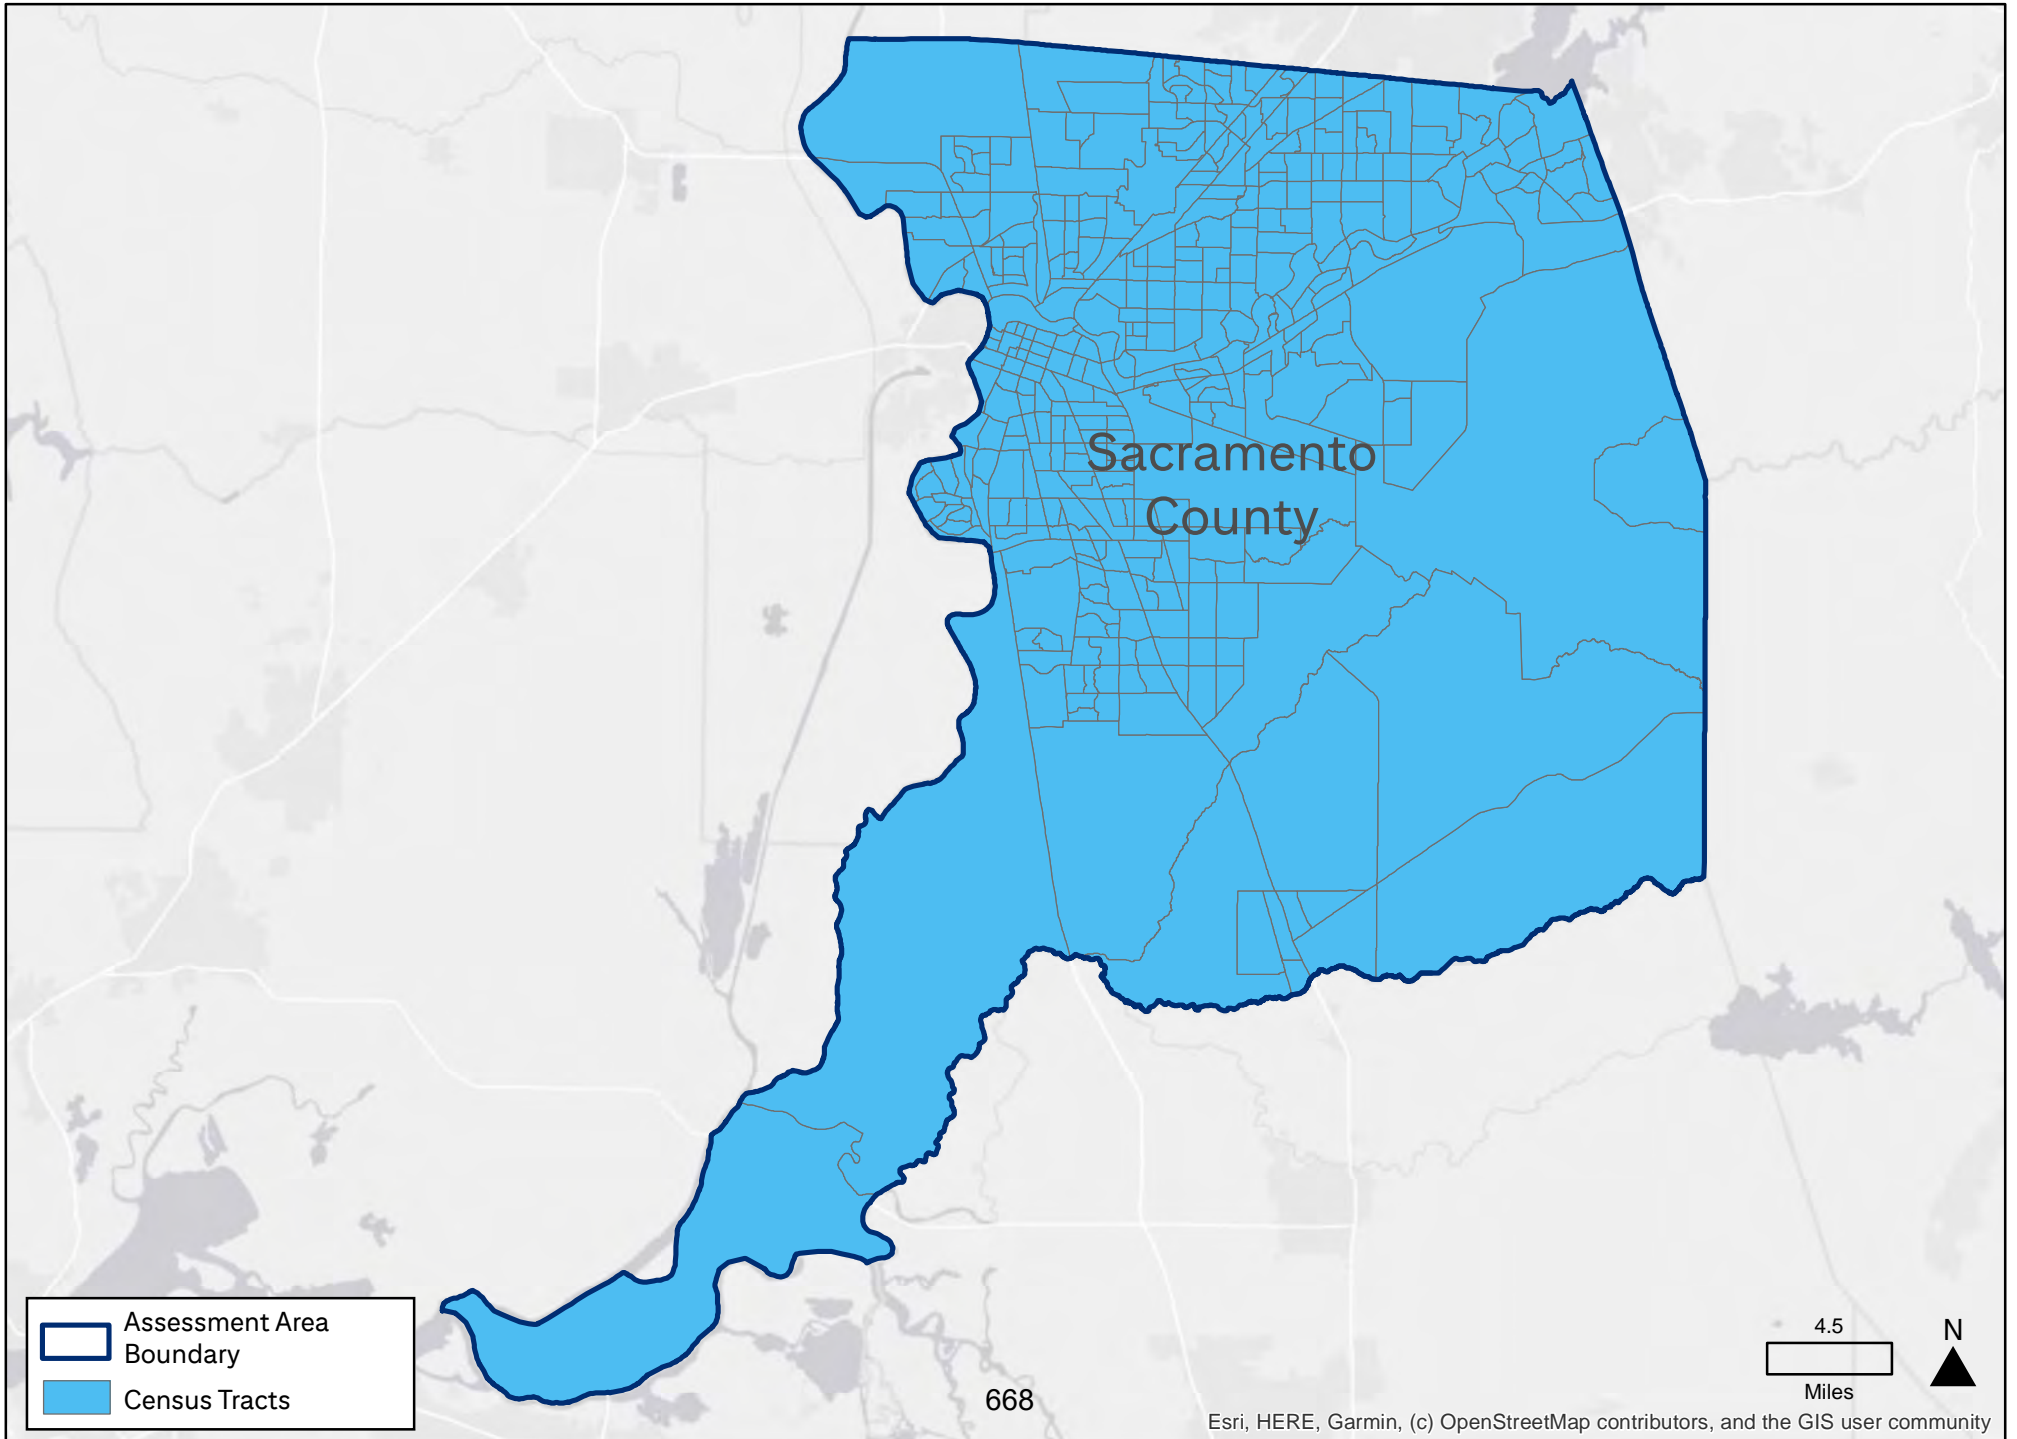 Sacramento
County
Assessment Area
Boundary
Census Tracts
668
4.5
Miles
N
Esri, HERE, Garmin, (c) OpenStreetMap contributors, and the GIS user community